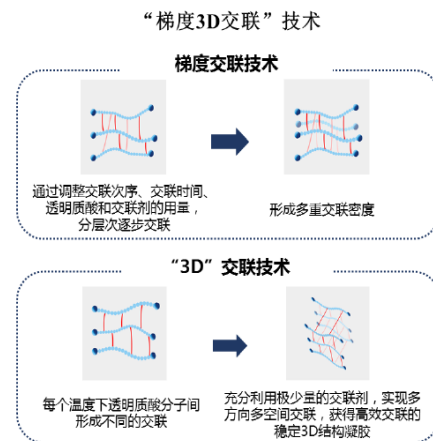 “梯度3D交联”技术
梯度交联技术
通过调整交联次序、交联时间、
透明质酸和交联剂的用量，
分层次逐步交联
形成多重交联密度
“3D”交联技术
每个温度下透明质酸分子间
形成不同的交联
充分利用极少量的交联剂，实现多
方向多空间交联，获得高效交联的
稳定3D结构凝胶